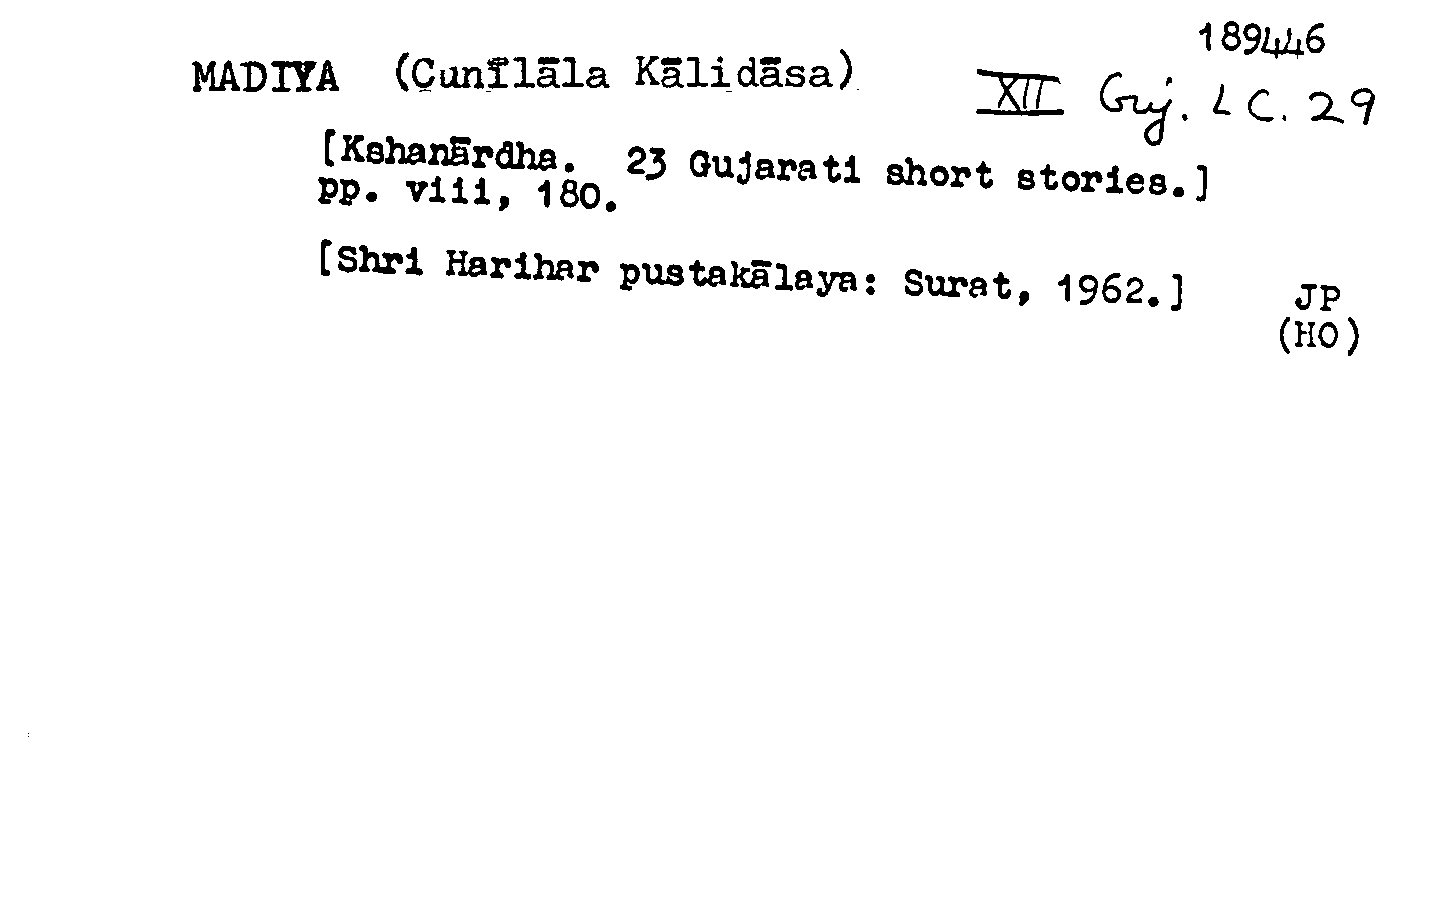 189446
MADIYA (Cunīlāla Kālidāsa)
XII Guj. L C. 29
[Kshanārdha. 23 Gujarati short stories.]
pp. viii, 180.
[Shri Harihar pustakālaya: Surat, 1962.]
JP
(HO)